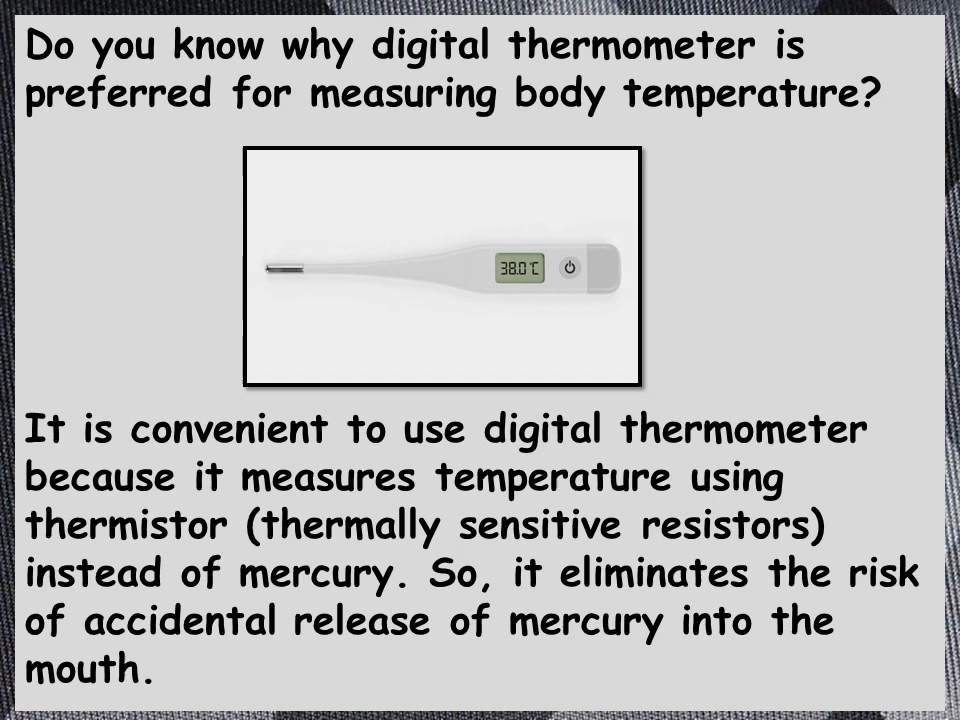 Do you know why digital thermometer is
preferred for measuring body temperature?
38.0°C
It is convenient to use digital thermometer
because it measures temperature using
thermistor (thermally sensitive resistors)
instead of mercury. So, it eliminates the risk
of accidental release of mercury into the
mouth.